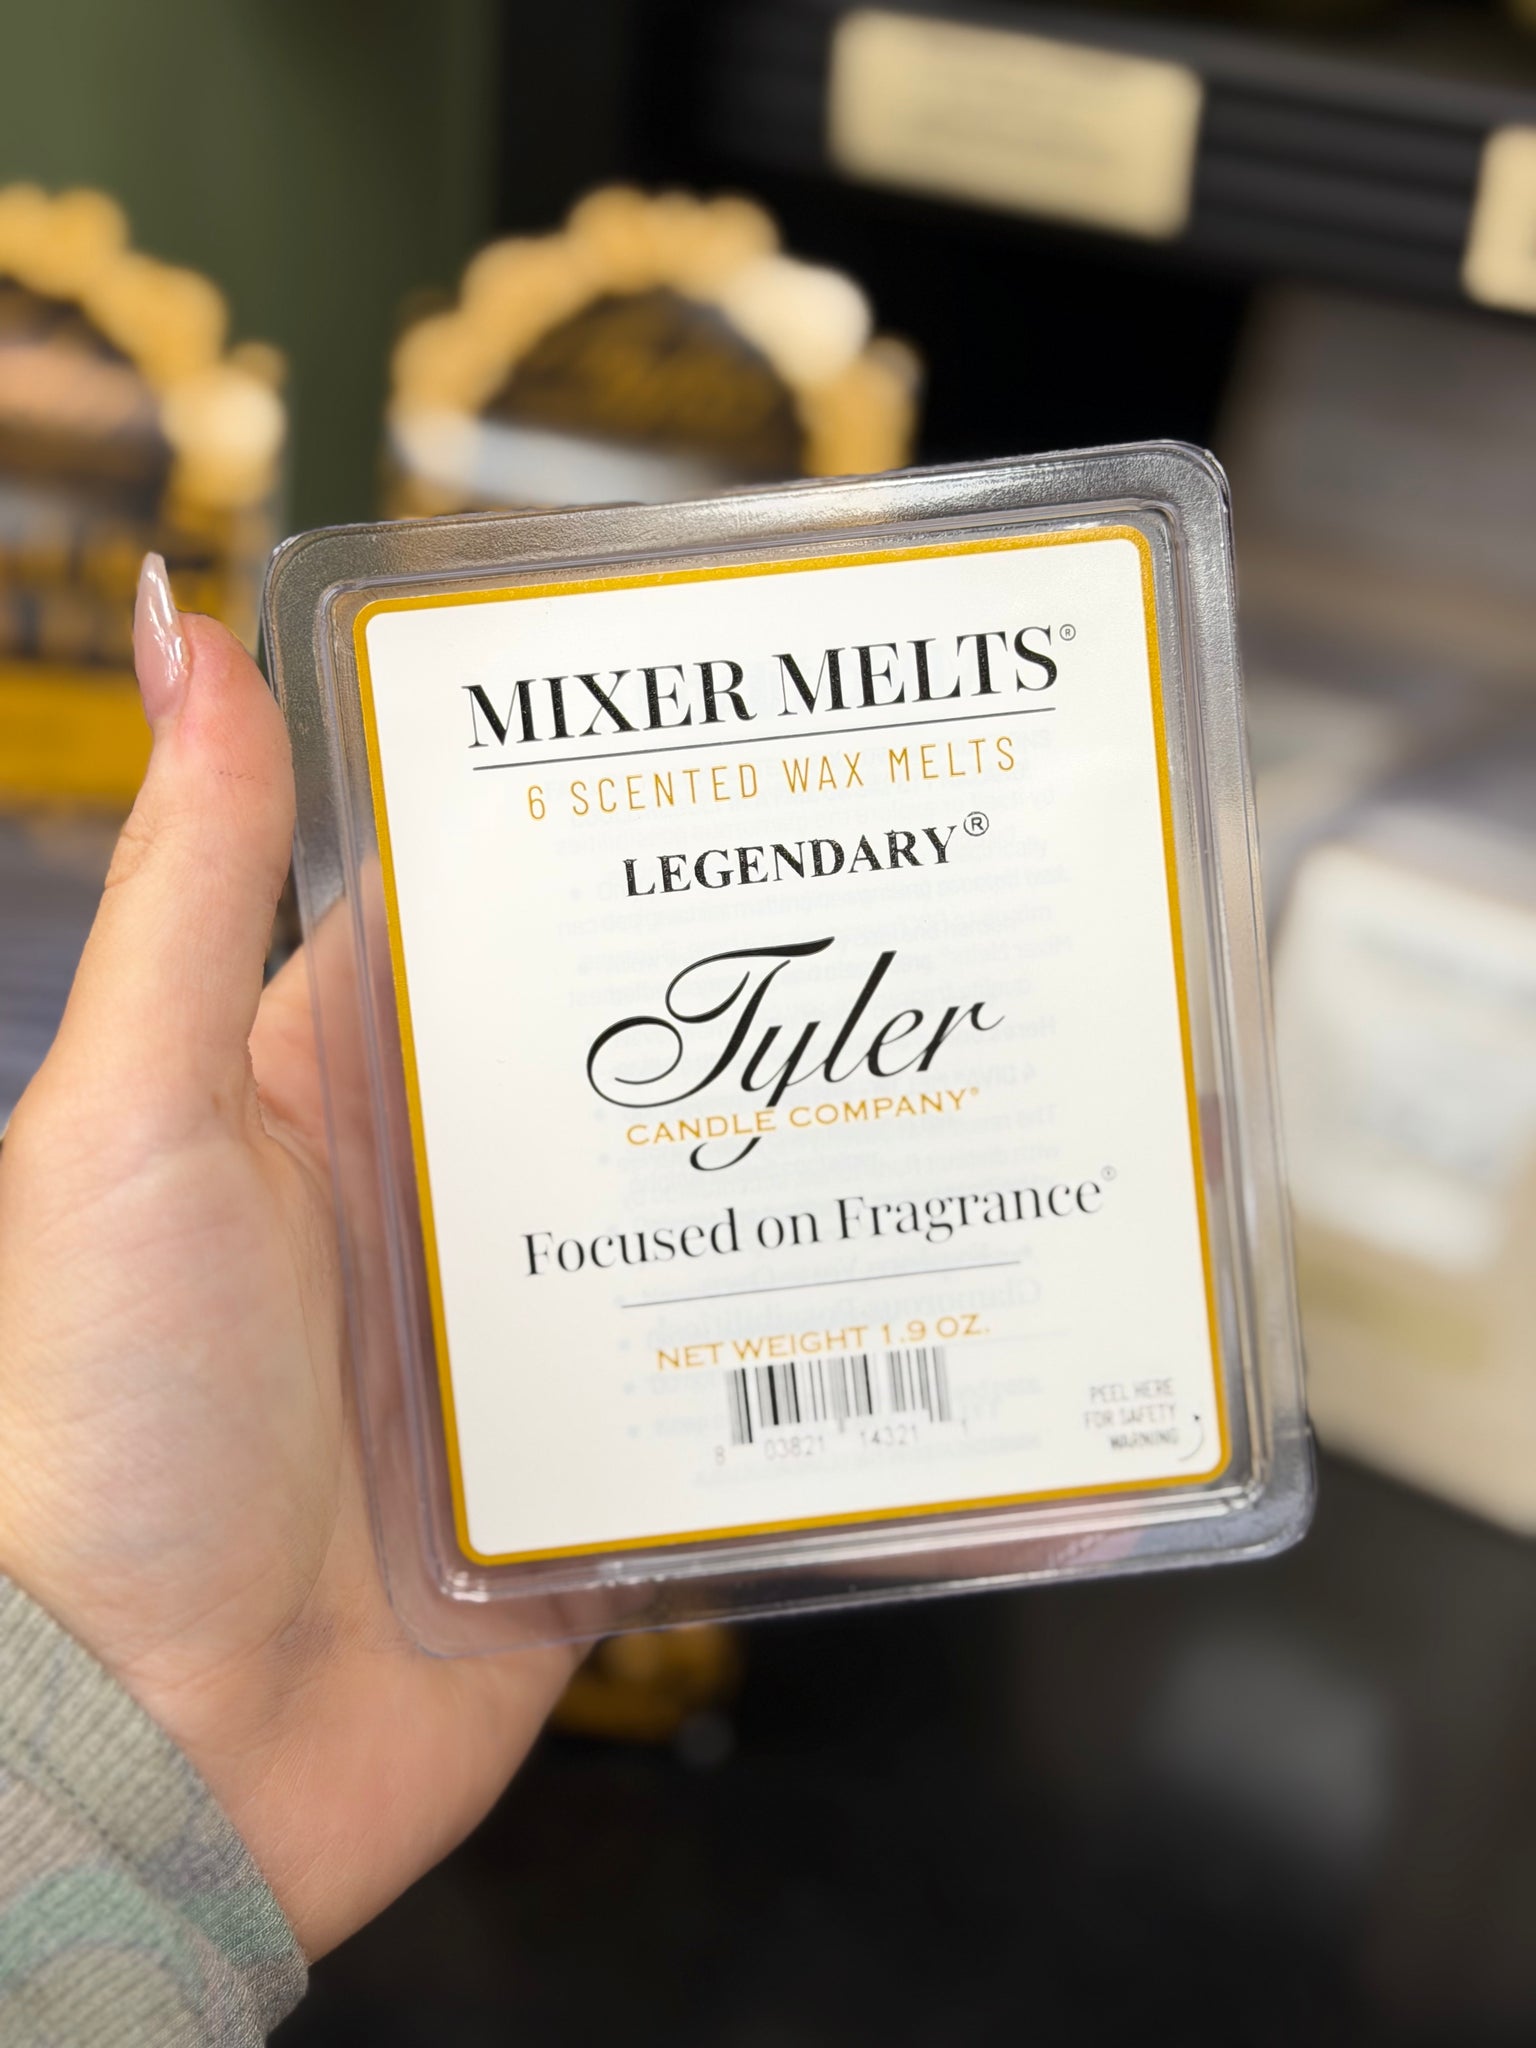 MIXER MELTS®
6 SCENTED WAX MELTS
LEGENDARY®
Tyler
CANDLE COMPANY®
Focused on Fragrance®
NET WEIGHT 1.9 OZ.
8 03821 14321 1
PEEL HERE
FOR SAFETY
WARNING